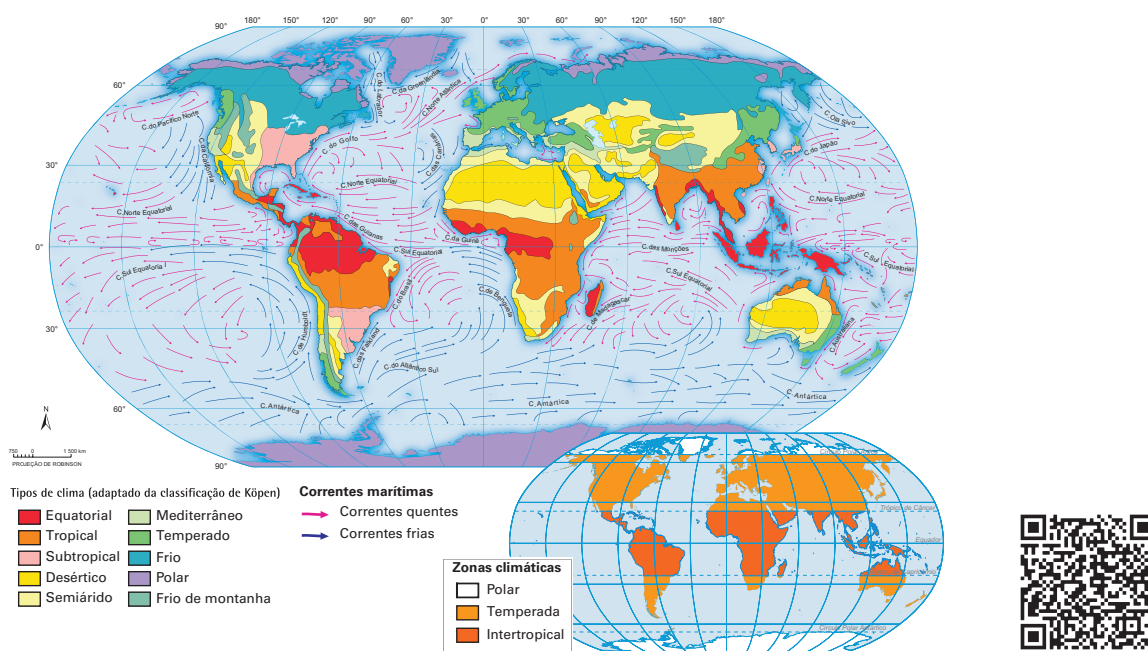 90° 180° 150° 120° 90° 60° 30° 0° 30° 60° 90° 120° 150° 180°
60°
30°
0°
30°
60°
90°
C. do Pacífico Norte
C. da Califórnia
C. do Labrador
C. da Groenlândia
C. Norte Atlântica
C. do Golfo
C. das Canárias
C. Norte Equatorial
C. Norte Equatorial
C. das Guianas
C. da Guiné
C. Sul Equatorial
C. Sul Equatorial
C. do Brasil
C. de Benguela
C. de Humboldt
C. das Falkland
C. do Atlântico Sul
C. Antártica
C. Antártica
C. Antártica
C. das Monções
C. Sul Equatorial
C. de Madagascar
C. Oia Sivo
C. do Japão
C. Norte Equatorial
C. Sul Equatorial
C. Australiana
N
750 0 1 500 km
PROJEÇÃO DE ROBINSON
Tipos de clima (adaptado da classificação de Köpen)
Equatorial
Tropical
Subtropical
Desértico
Semiárido
Mediterrâneo
Temperado
Frio
Polar
Frio de montanha
Correntes marítimas
Correntes quentes
Correntes frias
Zonas climáticas
Polar
Temperada
Intertropical
Trópico de Câncer
Equador
Círculo Polar Antártico